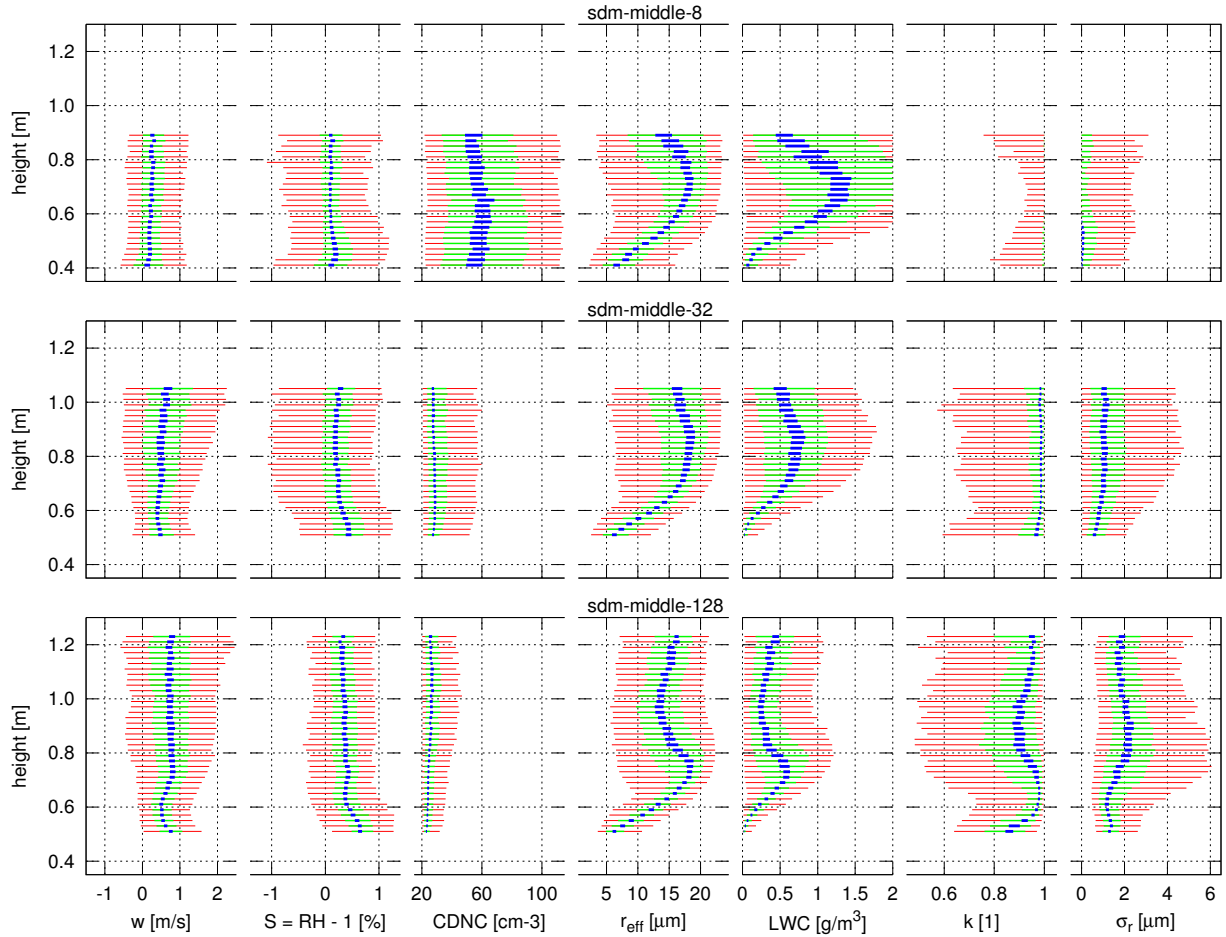 sdm-middle-8
height [m]
1.2
1.0
0.8
0.6
0.4
sdm-middle-32
height [m]
1.2
1.0
0.8
0.6
0.4
sdm-middle-128
height [m]
1.2
1.0
0.8
0.6
0.4
-1 0 1 2
w [m/s]
-1 0 1
S = RH - 1 [%]
20 60 100
CDNC [cm-3]
5 10 15 20
r_eff [μm]
0 0.5 1 1.5 2
LWC [g/m³]
0.6 0.8 1
k [1]
0 2 4 6
σ_r [μm]